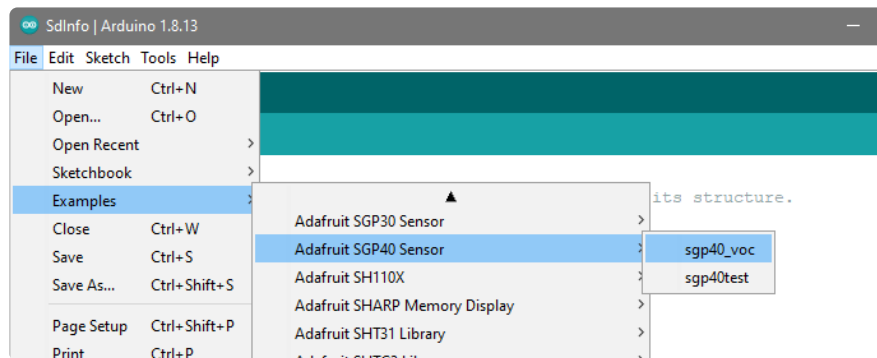 SdInfo | Arduino 1.8.13
File Edit Sketch Tools Help
New Ctrl+N
Open... Ctrl+O
Open Recent
Sketchbook
Examples
Close Ctrl+W
Save Ctrl+S
Save As... Ctrl+Shift+S
Page Setup Ctrl+Shift+P
Print Ctrl+P
its structure.
Adafruit SGP30 Sensor
Adafruit SGP40 Sensor
Adafruit SH110X
Adafruit SHARP Memory Display
Adafruit SHT31 Library
sgp40_voc
sgp40test